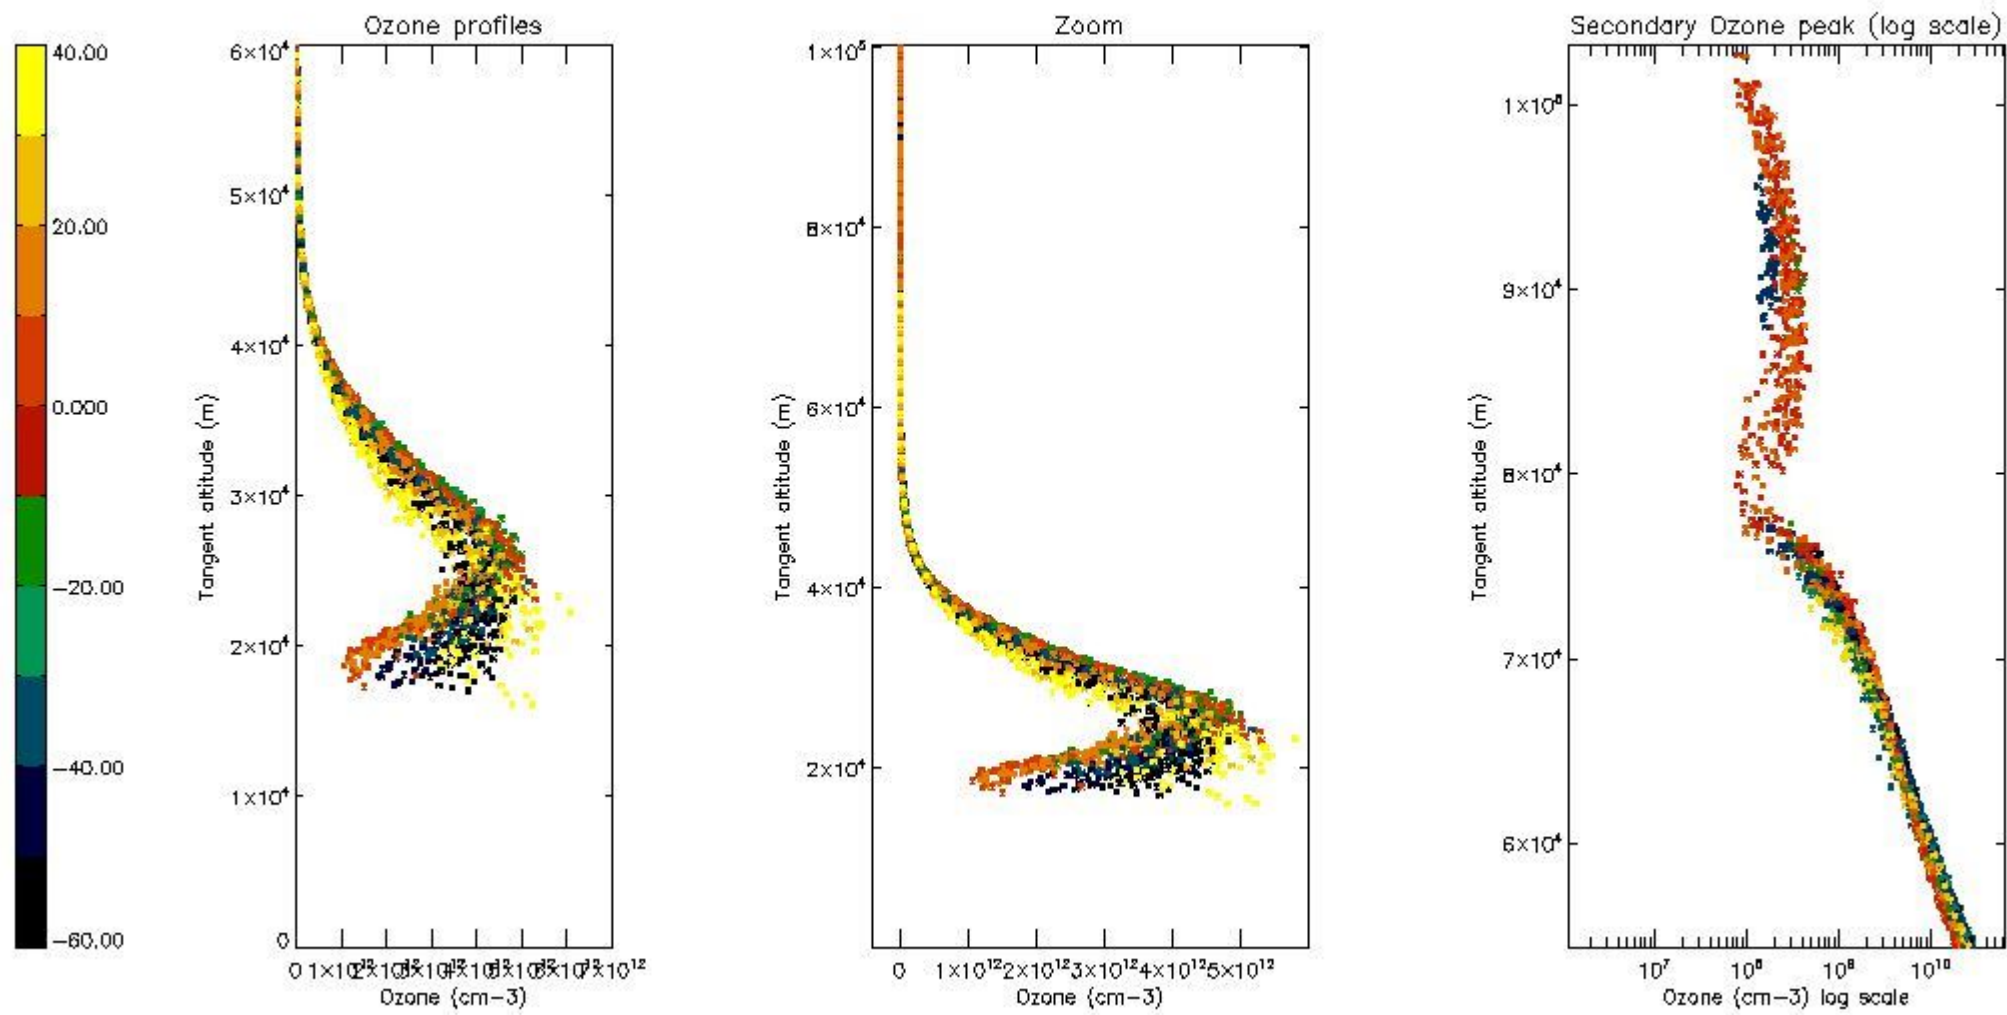 Ozone profiles
Zoom
Secondary Ozone peak (log scale)
40.00
20.00
0.000
−20.00
−40.00
−60.00
6×10⁴
5×10⁴
4×10⁴
3×10⁴
2×10⁴
1×10⁴
0
Tangent altitude (m)
Ozone (cm−3)
1×10⁵
8×10⁴
6×10⁴
4×10⁴
2×10⁴
Tangent altitude (m)
0 1×10¹² 2×10¹² 3×10¹² 4×10¹² 5×10¹²
Ozone (cm−3)
9×10⁴
8×10⁴
7×10⁴
6×10⁴
Tangent altitude (m)
10⁷ 10⁸ 10⁹ 10¹⁰
Ozone (cm−3) log scale